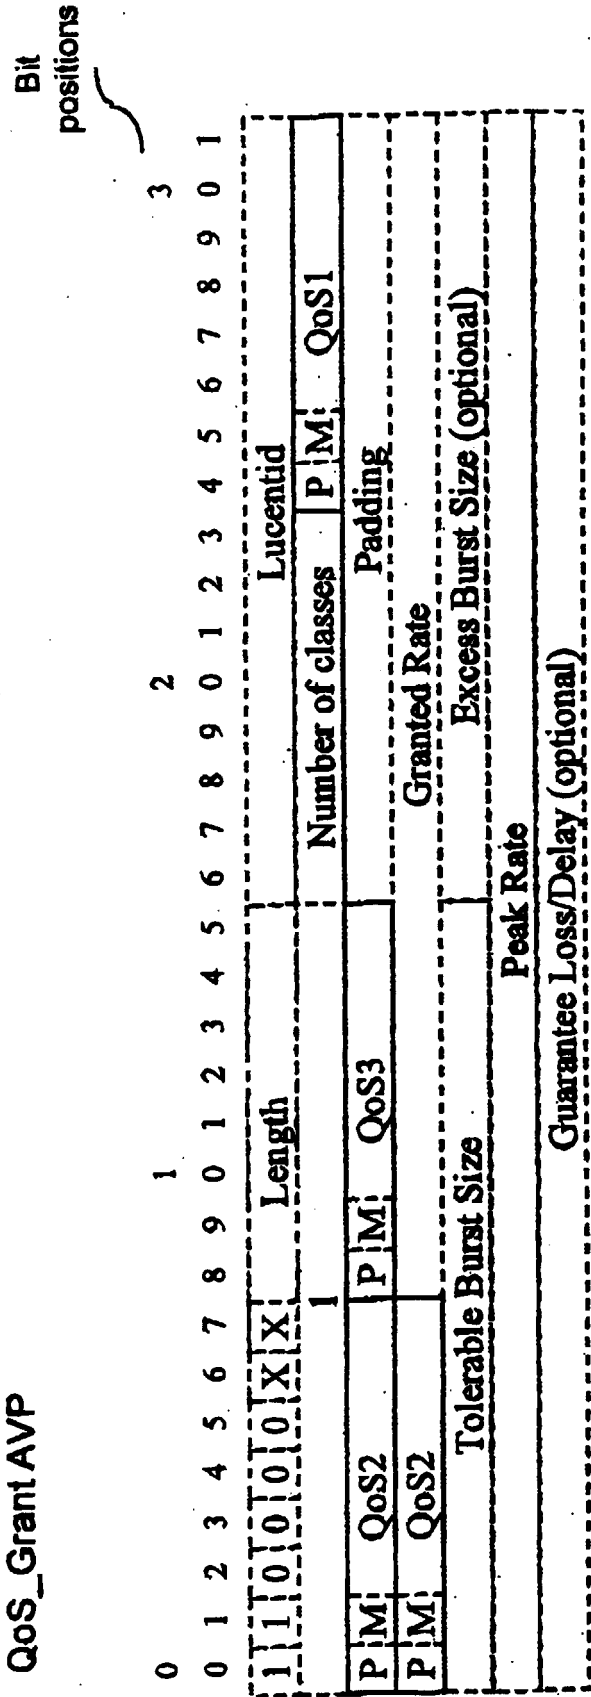 QoS_Grant AVP
Bit
positions
0 1 2 3
0 1 2 3 4 5 6 7 8 9 0 1 2 3 4 5 6 7 8 9 0 1 2 3 4 5 6 7 8 9 0 1
1 1 0 0 0 0 X X Length Lucentid
1 Number of classes P M QoS1
P M QoS2 P M QoS3 Padding
P M QoS2 Granted Rate
Tolerable Burst Size Excess Burst Size (optional)
Peak Rate
Guarantee Loss/Delay (optional)